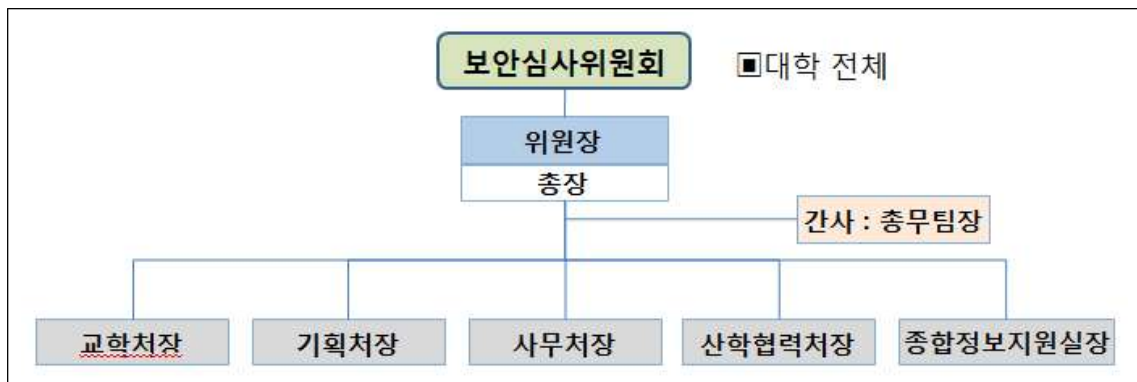 보안심사위원회
▣대학 전체
위원장
총장
간사 : 총무팀장
교학처장
기획처장
사무처장
산학협력처장
종합정보지원실장